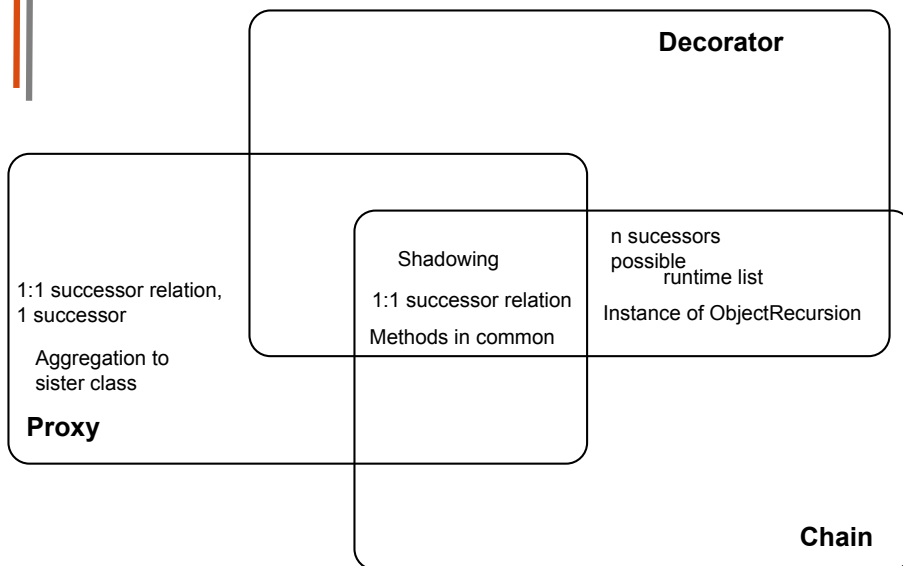 Decorator
Shadowing
1:1 successor relation
Methods in common
n sucessors
possible
runtime list
Instance of ObjectRecursion
1:1 successor relation,
1 successor
Aggregation to
sister class
Proxy
Chain